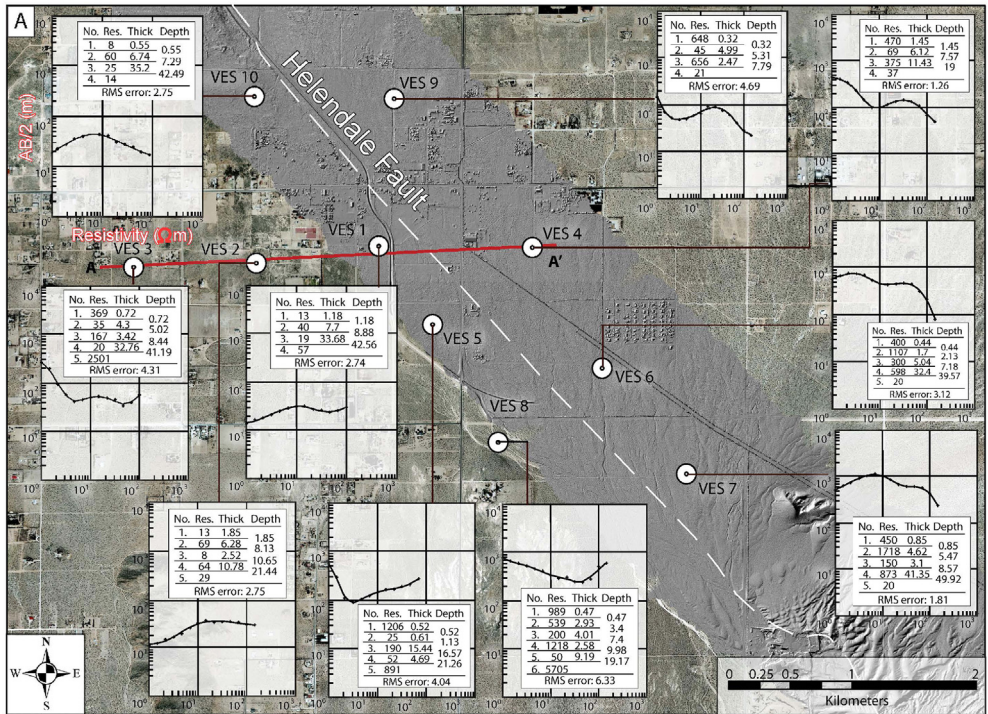 A
No. Res. Thick Depth
1. 8 0.55 0.55
2. 60 6.74 7.29
3. 25 35.2 42.49
4. 14
RMS error: 2.75
No. Res. Thick Depth
1. 648 0.32 0.32
2. 45 4.99 5.31
3. 656 2.47 7.79
4. 21
RMS error: 4.69
No. Res. Thick Depth
1. 470 1.45 1.45
2. 69 6.12 7.57
3. 375 11.43 19
4. 37
RMS error: 1.26
AB/2 (m)
Resistivity (Ωm)
VES 10
VES 9
Helendale Fault
VES 3
VES 2
VES 1
VES 4
A
A'
No. Res. Thick Depth
1. 369 0.72 0.72
2. 35 4.3 5.02
3. 167 3.42 8.44
4. 20 32.76 41.19
5. 2501
RMS error: 4.31
No. Res. Thick Depth
1. 13 1.18 1.18
2. 40 7.7 8.88
3. 19 33.68 42.56
4. 57
RMS error: 2.74
VES 5
VES 6
VES 8
VES 7
No. Res. Thick Depth
1. 400 0.44 0.44
2. 1107 1.7 2.13
3. 300 5.04 7.18
4. 598 32.4 39.57
5. 20
RMS error: 3.12
No. Res. Thick Depth
1. 13 1.85 1.85
2. 69 6.28 8.13
3. 8 2.52 10.65
4. 64 10.78 21.44
5. 29
RMS error: 2.75
No. Res. Thick Depth
1. 1206 0.52 0.52
2. 25 0.61 1.13
3. 190 15.44 16.57
4. 52 4.69 21.26
5. 891
RMS error: 4.04
No. Res. Thick Depth
1. 989 0.47 0.47
2. 539 2.93 3.4
3. 200 4.01 7.4
4. 1218 2.58 9.98
5. 50 9.19 19.17
6. 5705
RMS error: 6.33
No. Res. Thick Depth
1. 450 0.85 0.85
2. 1718 4.62 5.47
3. 150 3.1 8.57
4. 873 41.35 49.92
5. 20
RMS error: 1.81
N
W E
S
0 0.25 0.5 1 2
Kilometers